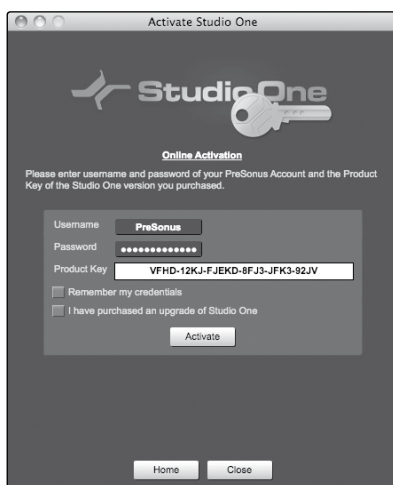 Activate Studio One
Studio One
Online Activation
Please enter username and password of your PreSonus Account and the Product
Key of the Studio One version you purchased.
Username PreSonus
Password •••••••••••••
Product Key VFHD-12KJ-FJEKD-8FJ3-JFK3-92JV
Remember my credentials
I have purchased an upgrade of Studio One
Activate
Home Close